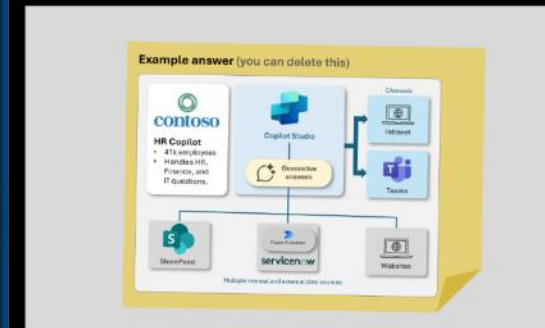 Example answer (you can delete this)
contoso
HR Copilot
• 41k employees
• Handles HR,
Finance, and
IT questions.
Copilot Studio
Generative
answers
Channels
Intranet
Teams
SharePoint
Power Automate
servicenow
Websites
Multiple internal, and external data sources